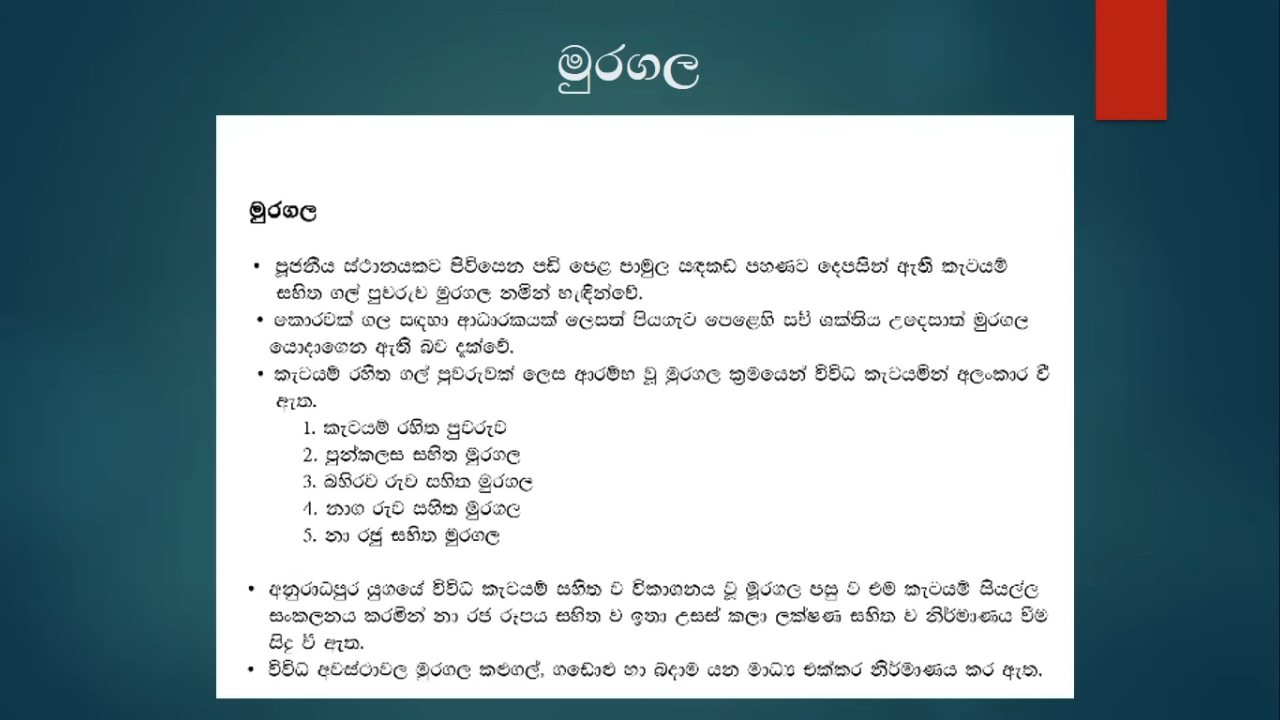 මුරගල
මුරගල
• පූජනීය ස්ථානයකට පිවිසෙන පඩි පෙළ පාමුල සඳකඩ පහණට දෙපසින් ඇති කැටයම්
සහිත ගල් පුවරුව මුරගල නමින් හැඳින්වේ.
• කොරවක් ගල සඳහා ආධාරකයක් ලෙසත් පියගැට පෙළෙහි සව් ශක්තිය උදෙසාත් මුරගල
යොදාගෙන ඇති බව දැක්වේ.
• කැටයම් රහිත ගල් පුවරුවක් ලෙස ආරම්භ වූ මුරගල ක්‍රමයෙන් විවිධ කැටයමින් අලංකාර වී
ඇත.
1. කැටයම් රහිත පුවරුව
2. පුන්කලස සහිත මුරගල
3. බහිරව රුව සහිත මුරගල
4. නාග රුව සහිත මුරගල
5. නා රජු සහිත මුරගල
• අනුරාධපුර යුගයේ විවිධ කැටයම් සහිත ව විකාශනය වූ මුරගල පසු ව එම කැටයම් සියල්ල
සංකලනය කරමින් නා රජ රූපය සහිත ව ඉතා උසස් කලා ලක්ෂණ සහිත ව නිර්මාණය වීම
සිදු වී ඇත.
• විවිධ අවස්ථාවල මුරගල කළුගල්, ගඩොළු හා බදාම යන මාධ්‍ය එක්කර නිර්මාණය කර ඇත.